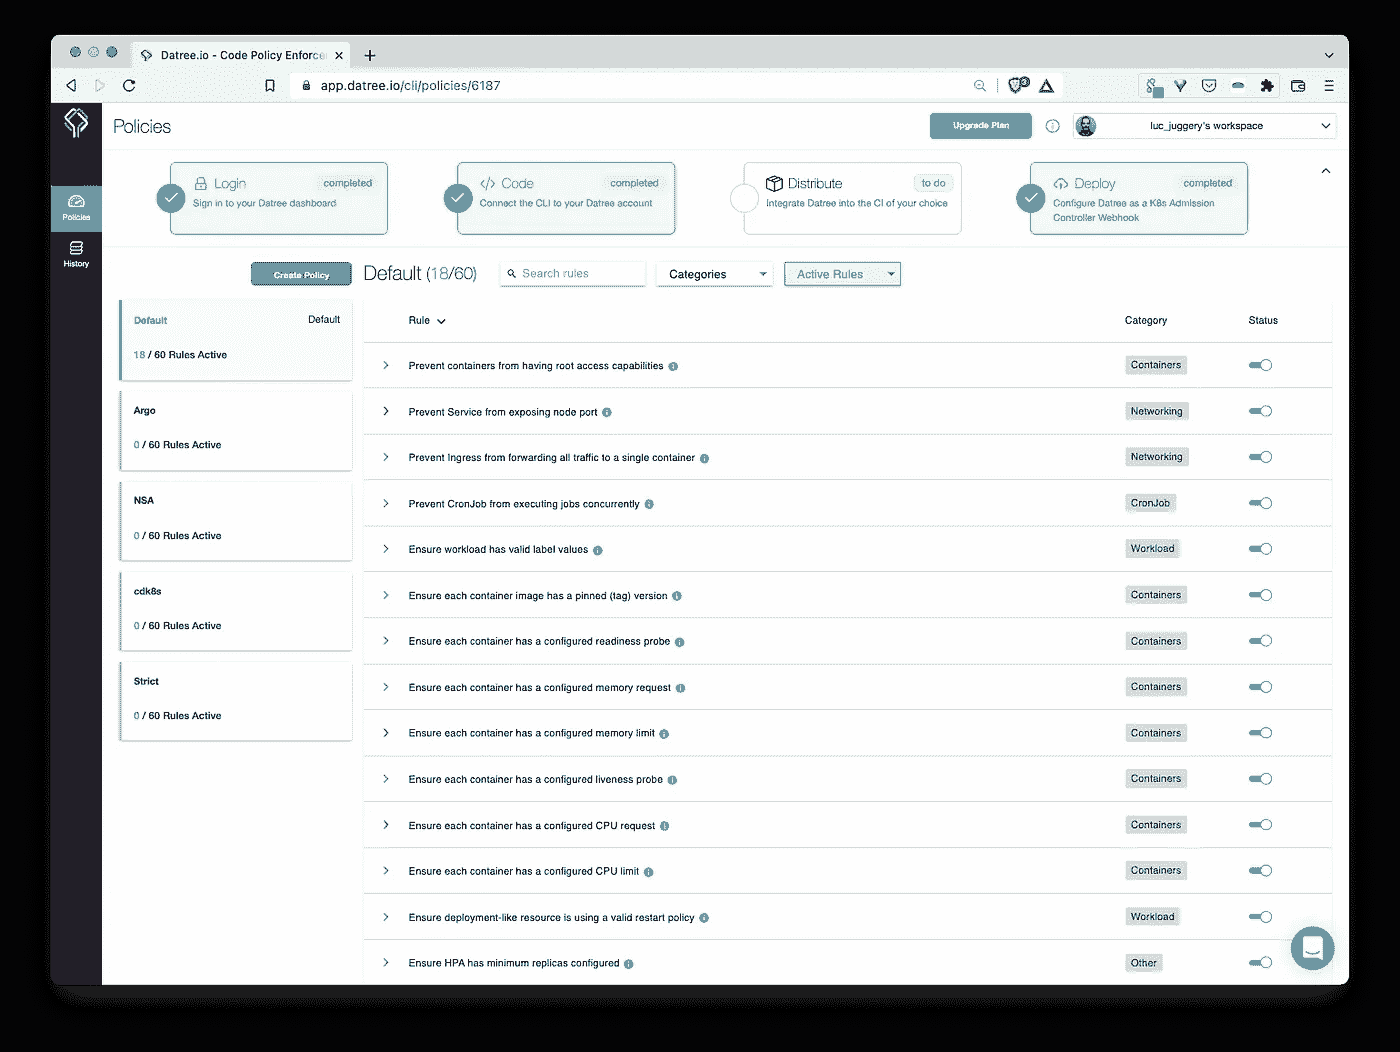 Datree.io - Code Policy Enforce
app.datree.io/cli/policies/6187
Policies
Upgrade Plan
luc_juggery's workspace
Login
completed
Sign in to your Datree dashboard
Code
completed
Connect the CLI to your Datree account
Distribute
to do
Integrate Datree into the CI of your choice
Deploy
completed
Configure Datree as a K8s Admission
Controller Webhook
Policies
History
Create Policy
Default (18/60)
Search rules
Categories
Active Rules
Default
Default
18 / 60 Rules Active
Argo
0 / 60 Rules Active
NSA
0 / 60 Rules Active
cdk8s
0 / 60 Rules Active
Strict
0 / 60 Rules Active
Rule
Category
Status
Prevent containers from having root access capabilities
Containers
Prevent Service from exposing node port
Networking
Prevent Ingress from forwarding all traffic to a single container
Networking
Prevent CronJob from executing jobs concurrently
CronJob
Ensure workload has valid label values
Workload
Ensure each container image has a pinned (tag) version
Containers
Ensure each container has a configured readiness probe
Containers
Ensure each container has a configured memory request
Containers
Ensure each container has a configured memory limit
Containers
Ensure each container has a configured liveness probe
Containers
Ensure each container has a configured CPU request
Containers
Ensure each container has a configured CPU limit
Containers
Ensure deployment-like resource is using a valid restart policy
Workload
Ensure HPA has minimum replicas configured
Other